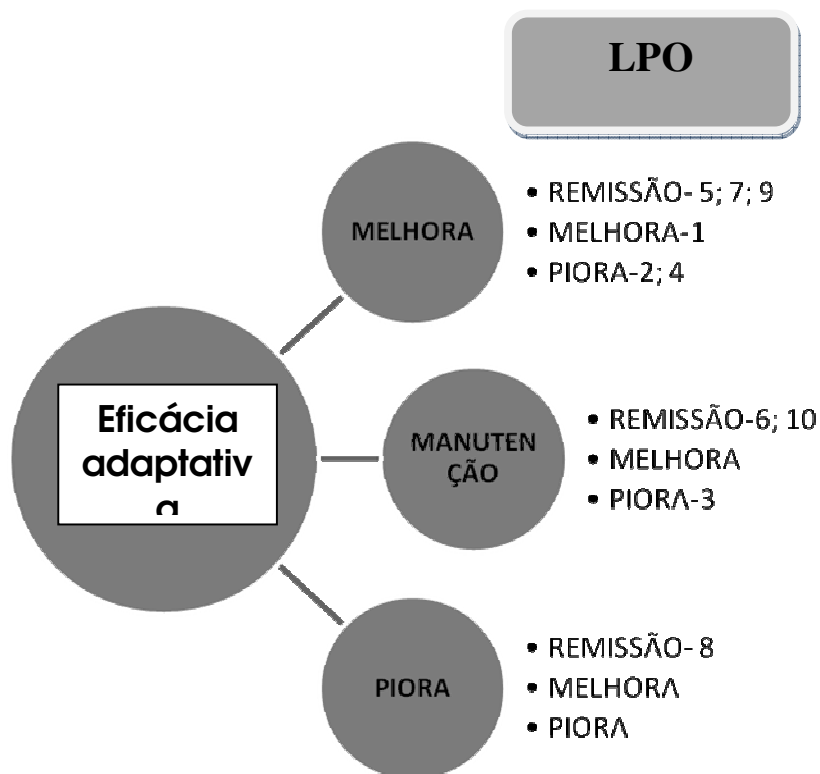 LPO
MELHORA
• REMISSÃO- 5; 7; 9
• MELHORA-1
• PIORA-2; 4
Eficácia
adaptativ
a
MANUTEN
ÇÃO
• REMISSÃO-6; 10
• MELHORA
• PIORA-3
PIORA
• REMISSÃO- 8
• MELHORA
• PIORA